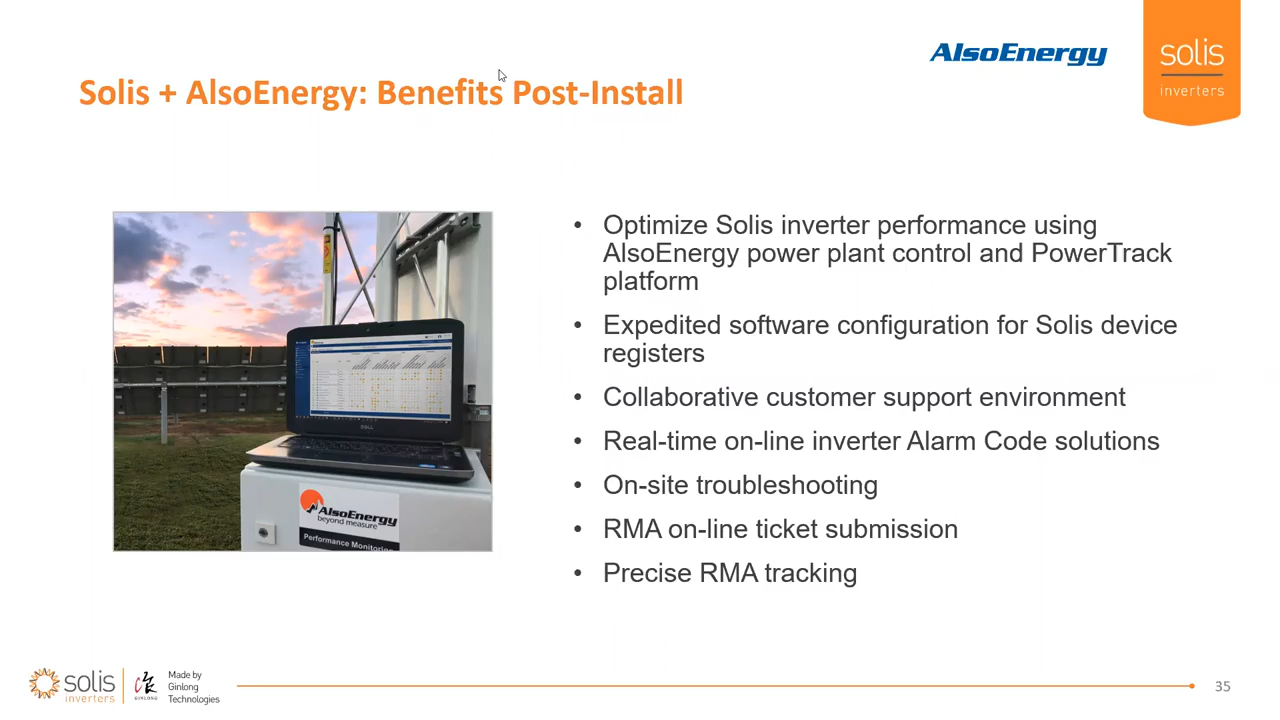 AlsoEnergy
solis
inverters
Solis + AlsoEnergy: Benefits Post-Install
• Optimize Solis inverter performance using
AlsoEnergy power plant control and PowerTrack
platform
• Expedited software configuration for Solis device
registers
• Collaborative customer support environment
• Real-time on-line inverter Alarm Code solutions
• On-site troubleshooting
• RMA on-line ticket submission
• Precise RMA tracking
DELL
AlsoEnergy
beyond measure
Performance Monitoring
solis
inverters
GINLONG
Made by
Ginlong
Technologies
35